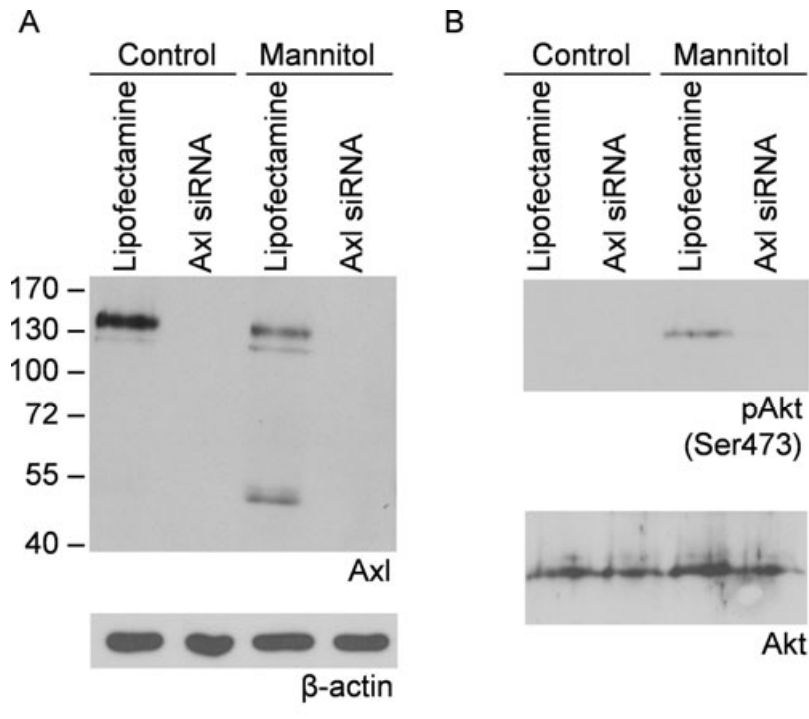 A
Control Mannitol
Lipofectamine
Axl siRNA
Lipofectamine
Axl siRNA
170 –
130 –
100 –
72 –
55 –
40 –
Axl
β-actin
B
Control Mannitol
Lipofectamine
Axl siRNA
Lipofectamine
Axl siRNA
pAkt
(Ser473)
Akt